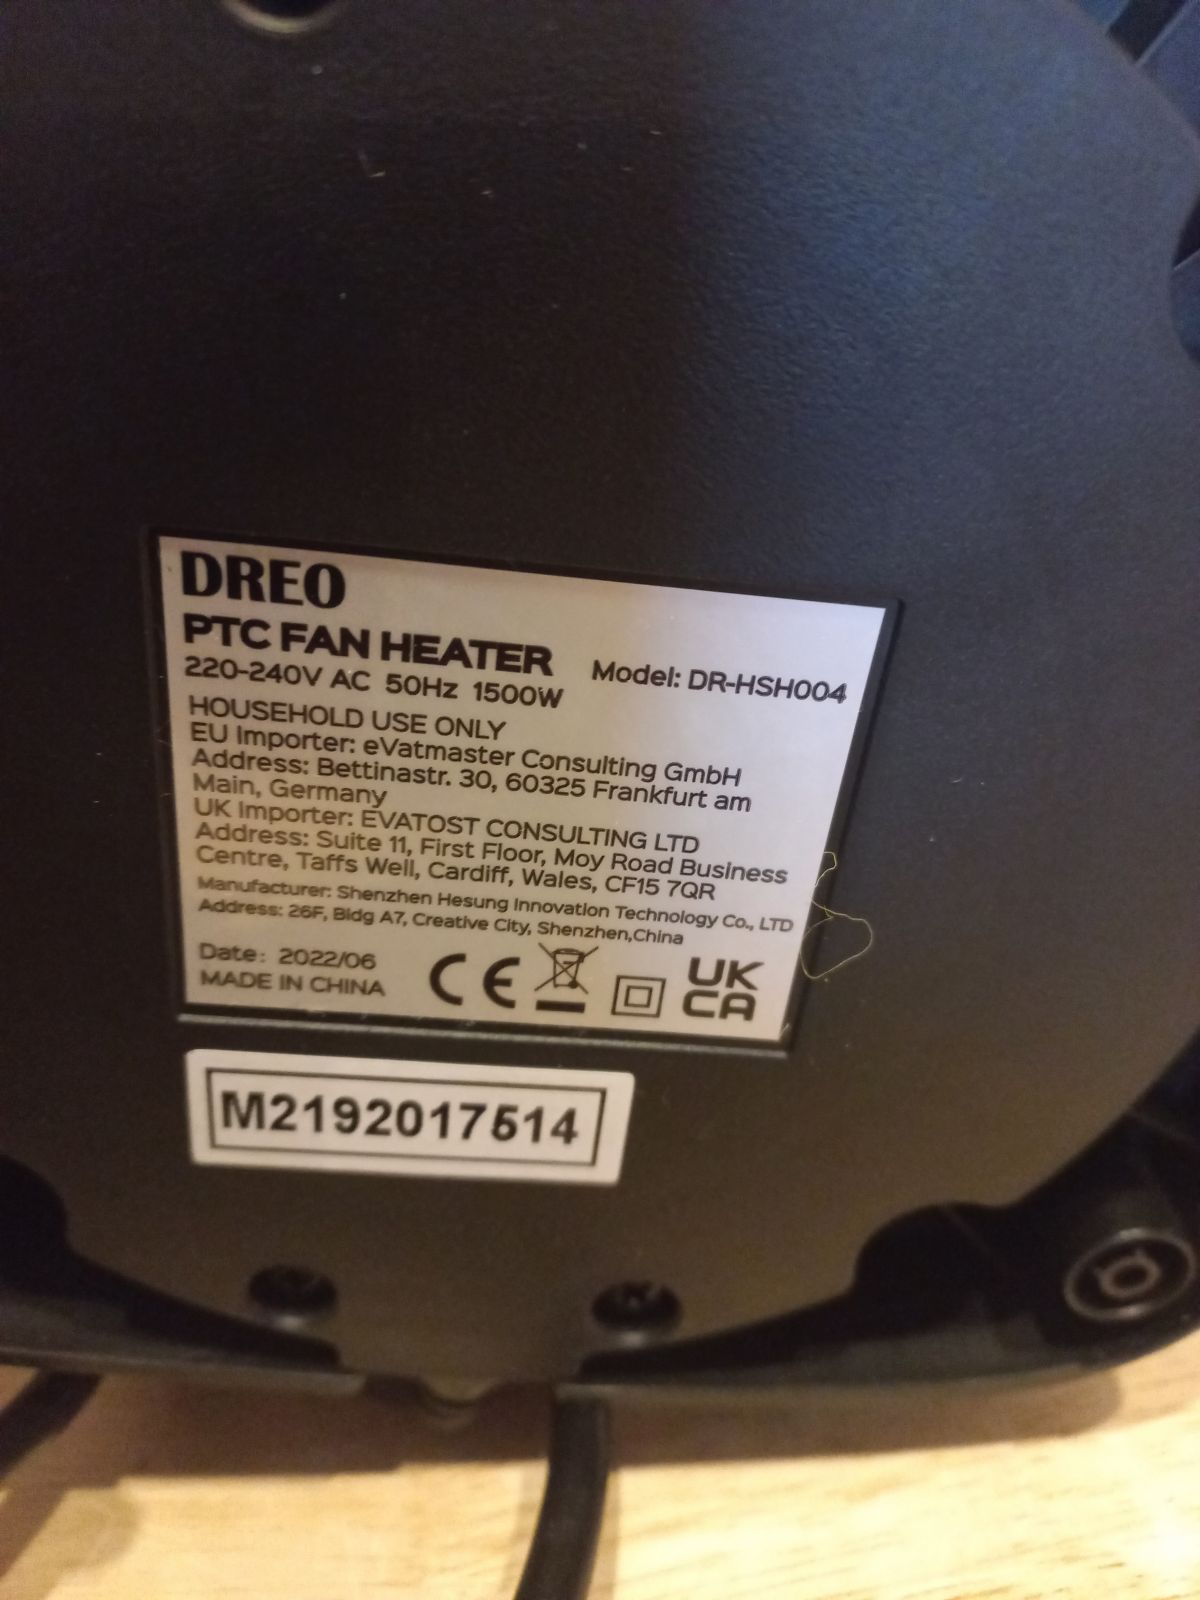 DREO
PTC FAN HEATER
220-240V AC 50Hz 1500W
Model: DR-HSH004
HOUSEHOLD USE ONLY
EU Importer: eVatmaster Consulting GmbH
Address: Bettinastr. 30, 60325 Frankfurt am
Main, Germany
UK Importer: EVATOST CONSULTING LTD
Address: Suite 11, First Floor, Moy Road Business
Centre, Taffs Well, Cardiff, Wales, CF15 7QR
Manufacturer: Shenzhen Hesung Innovation Technology Co., LTD
Address: 26F, Bldg A7, Creative City, Shenzhen,China
Date: 2022/06
MADE IN CHINA
CE
UK
CA
M2192017514